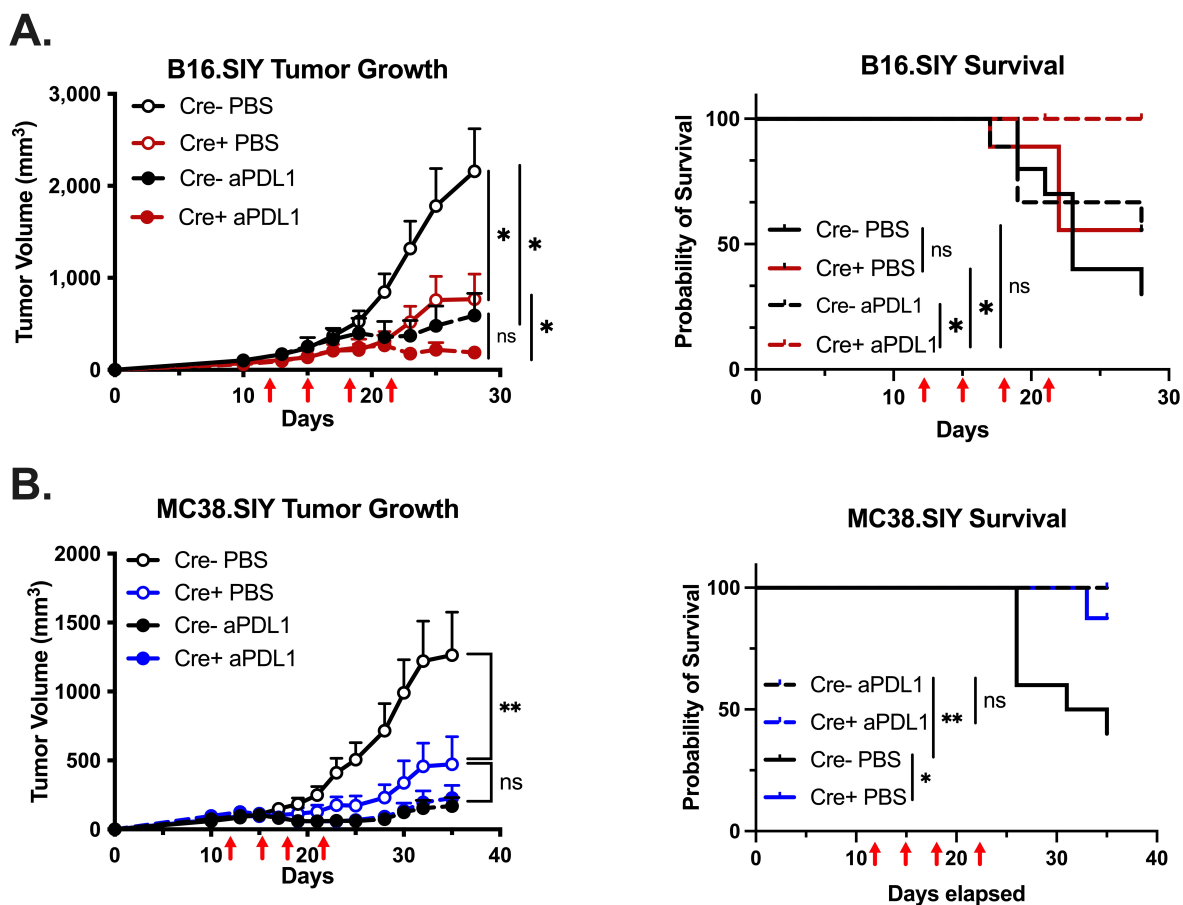 A.
B16.SIY Tumor Growth
Tumor Volume (mm3)
3,000
2,000
1,000
0
Cre- PBS
Cre+ PBS
Cre- aPDL1
Cre+ aPDL1
*
*
ns
*
0 10 20 30
Days
B16.SIY Survival
Probability of Survival
100
50
0
Cre- PBS
Cre+ PBS
Cre- aPDL1
Cre+ aPDL1
ns
*
*
ns
0 10 20 30
Days
B.
MC38.SIY Tumor Growth
Tumor Volume (mm3)
2000
1500
1000
500
0
Cre- PBS
Cre+ PBS
Cre- aPDL1
Cre+ aPDL1
**
ns
0 10 20 30 40
Days
MC38.SIY Survival
Probability of Survival
100
50
0
Cre- aPDL1
Cre+ aPDL1
Cre- PBS
Cre+ PBS
**
ns
*
0 10 20 30 40
Days elapsed